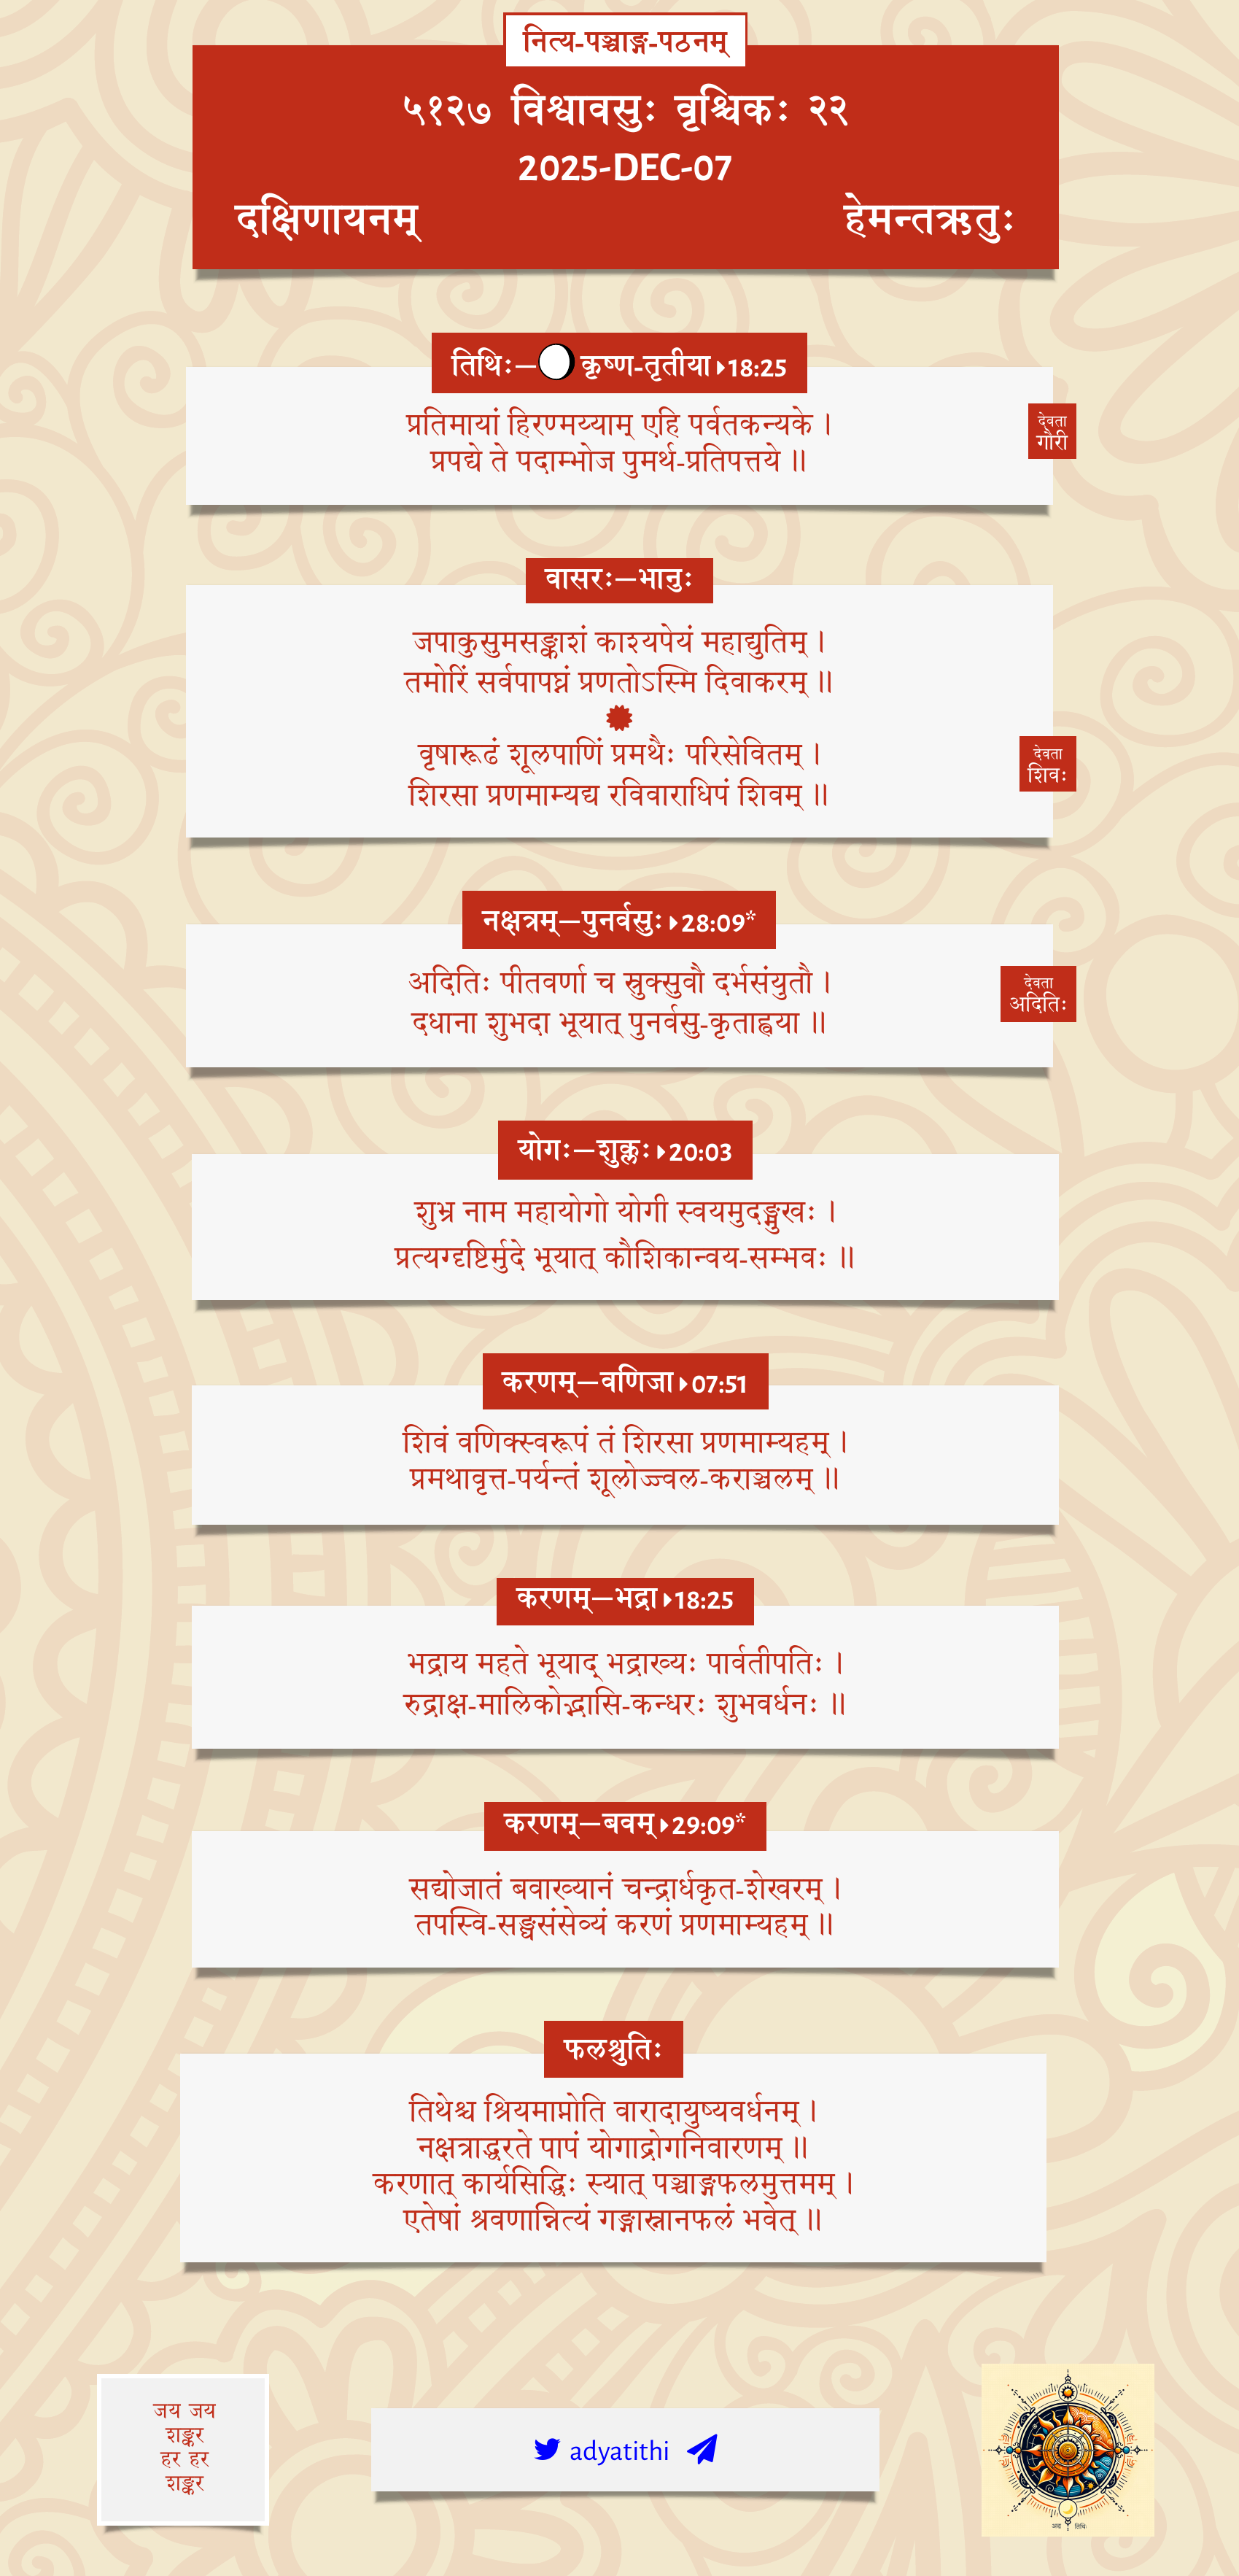 नित्य-पञ्चाङ्ग-पठनम्
५१२७ विश्वावसुः वृश्चिकः २२
2025-DEC-07
दक्षिणायनम् हेमन्तऋतुः
तिथिः—कृष्ण-तृतीया 18:25
प्रतिमायां हिरण्मय्याम् एहि पर्वतकन्यके ।
प्रपद्ये ते पदाम्भोज पुमर्थ-प्रतिपत्तये ॥
देवता
गौरी
वासरः—भानुः
जपाकुसुमसङ्काशं काश्यपेयं महाद्युतिम् ।
तमोरिं सर्वपापघ्नं प्रणतोऽस्मि दिवाकरम् ॥
वृषारूढं शूलपाणिं प्रमथैः परिसेवितम् ।
शिरसा प्रणमाम्यद्य रविवाराधिपं शिवम् ॥
देवता
शिवः
नक्षत्रम्—पुनर्वसुः 28:09*
अदितिः पीतवर्णा च स्रुक्स्रुवौ दर्भसंयुतौ ।
दधाना शुभदा भूयात् पुनर्वसु-कृताह्वया ॥
देवता
अदितिः
योगः—शुक्लः 20:03
शुभ्र नाम महायोगो योगी स्वयमुदङ्मुखः ।
प्रत्यग्दृष्टिर्मुदे भूयात् कौशिकान्वय-सम्भवः ॥
करणम्—वणिजा 07:51
शिवं वणिक्स्वरूपं तं शिरसा प्रणमाम्यहम् ।
प्रमथावृत्त-पर्यन्तं शूलोज्ज्वल-कराञ्चलम् ॥
करणम्—भद्रा 18:25
भद्राय महते भूयाद् भद्राख्यः पार्वतीपतिः ।
रुद्राक्ष-मालिकोद्भासि-कन्धरः शुभवर्धनः ॥
करणम्—बवम् 29:09*
सद्योजातं बवाख्यानं चन्द्रार्धकृत-शेखरम् ।
तपस्वि-सङ्घसंसेव्यं करणं प्रणमाम्यहम् ॥
फलश्रुतिः
तिथेश्च श्रियमाप्नोति वारादायुष्यवर्धनम् ।
नक्षत्राद्धरते पापं योगाद्रोगनिवारणम् ॥
करणात् कार्यसिद्धिः स्यात् पञ्चाङ्गफलमुत्तमम् ।
एतेषां श्रवणान्नित्यं गङ्गास्नानफलं भवेत् ॥
जय जय
शङ्कर
हर हर
शङ्कर
adyatithi
अद्य तिथिः